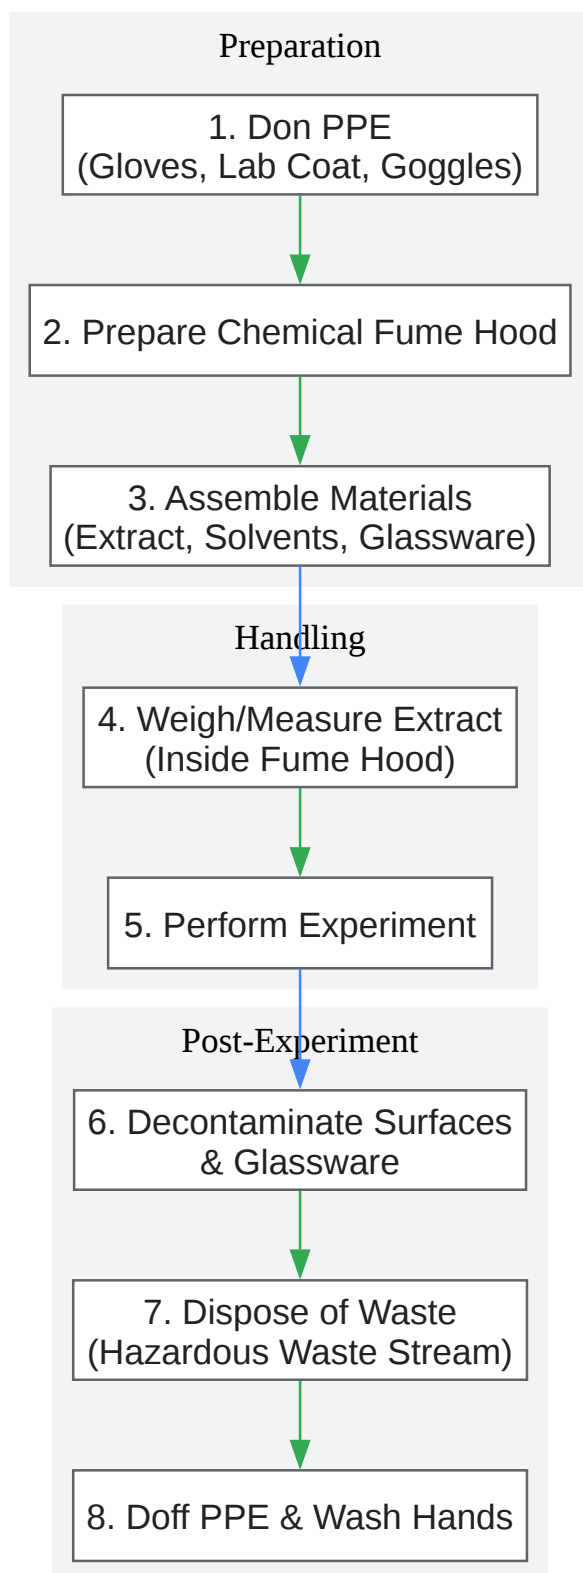 Preparation
1. Don PPE
(Gloves, Lab Coat, Goggles)
2. Prepare Chemical Fume Hood
3. Assemble Materials
(Extract, Solvents, Glassware)
Handling
4. Weigh/Measure Extract
(Inside Fume Hood)
5. Perform Experiment
Post-Experiment
6. Decontaminate Surfaces
& Glassware
7. Dispose of Waste
(Hazardous Waste Stream)
8. Doff PPE & Wash Hands